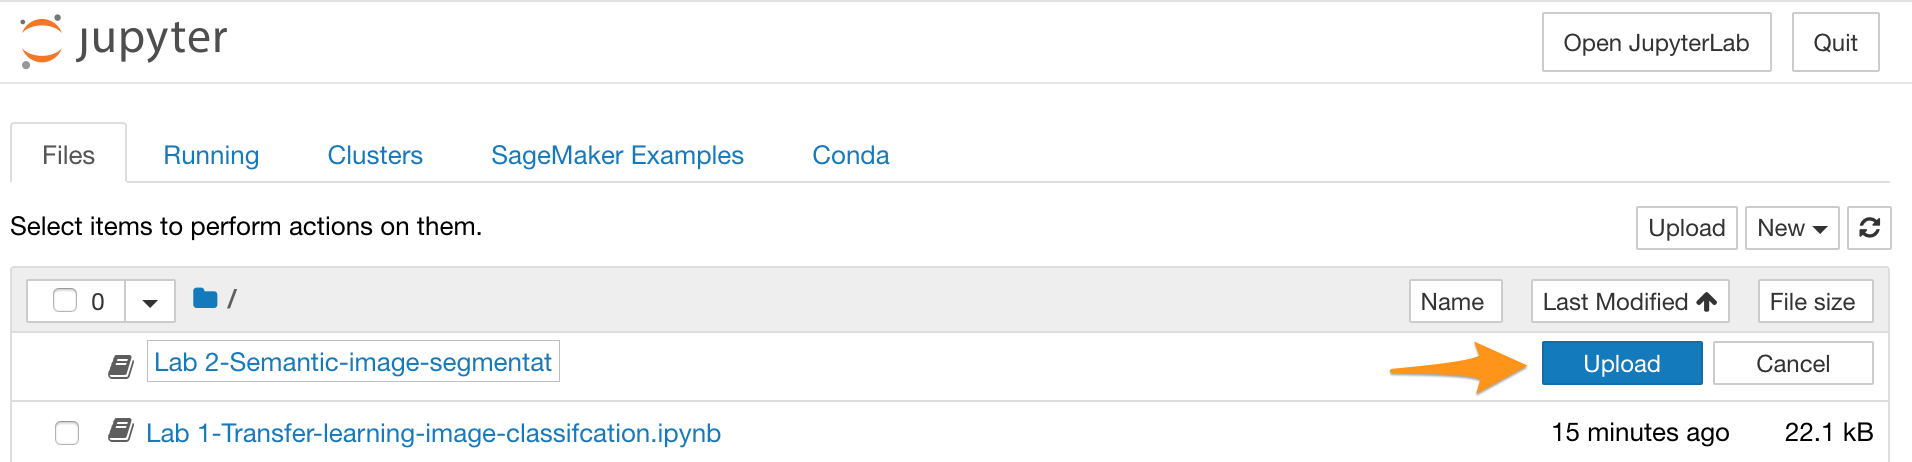 jupyter
Open JupyterLab
Quit
Files
Running
Clusters
SageMaker Examples
Conda
Select items to perform actions on them.
Upload
New
0
/
Name
Last Modified
File size
Lab 2-Semantic-image-segmentat
Upload
Cancel
Lab 1-Transfer-learning-image-classifcation.ipynb
15 minutes ago
22.1 kB